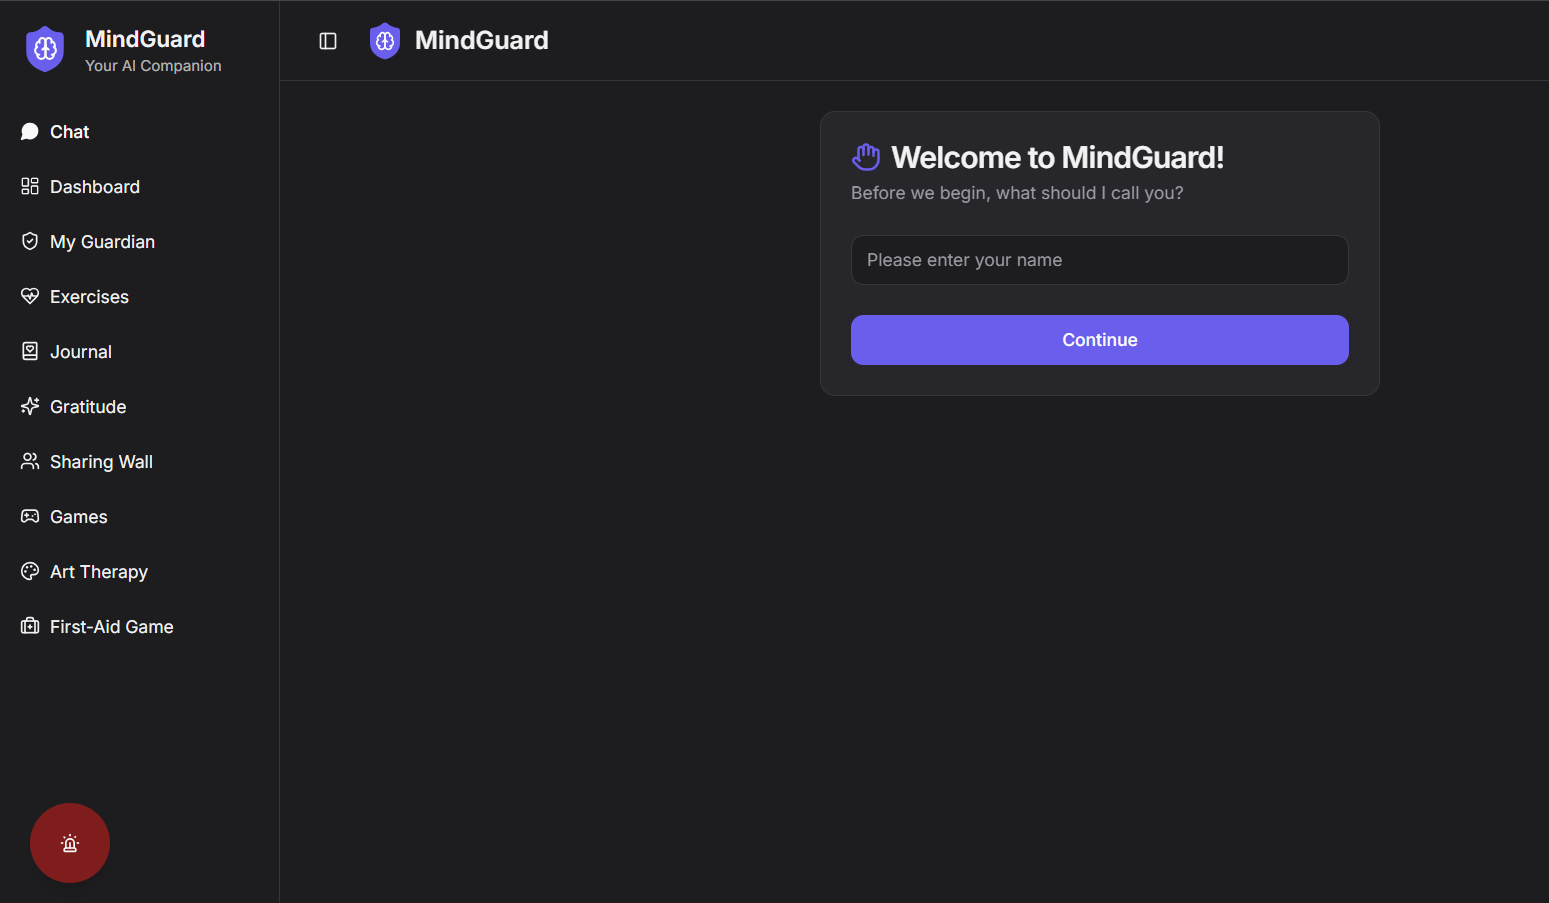 MindGuard
Your AI Companion
Chat
Dashboard
My Guardian
Exercises
Journal
Gratitude
Sharing Wall
Games
Art Therapy
First-Aid Game
MindGuard
Welcome to MindGuard!
Before we begin, what should I call you?
Please enter your name
Continue